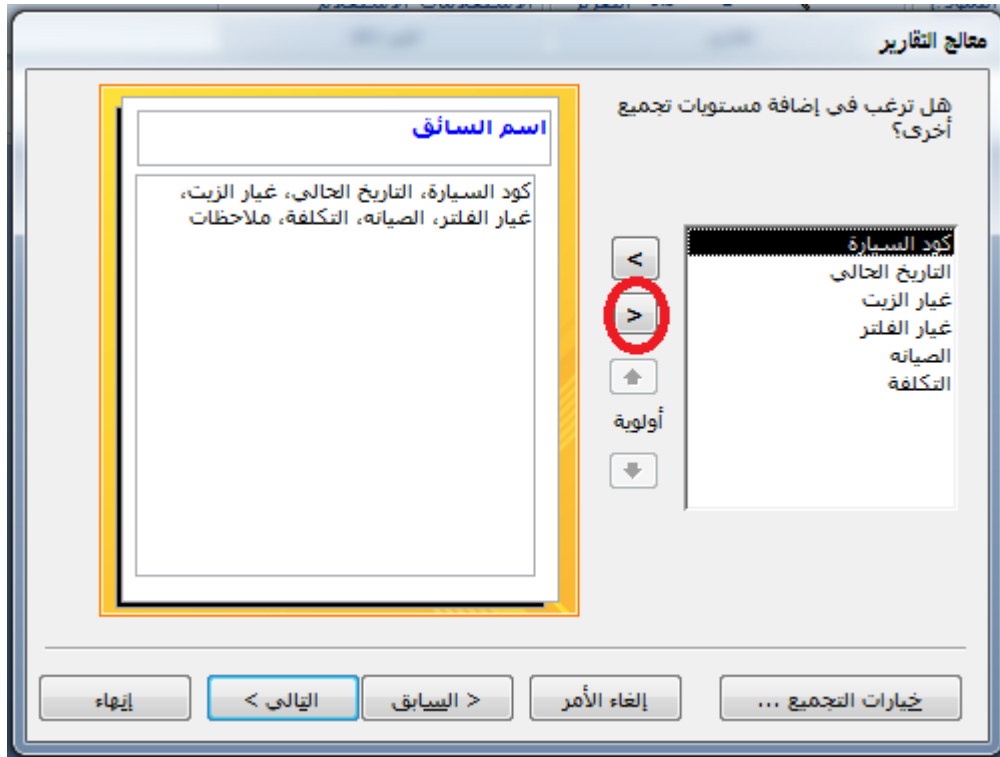 معالج التقارير
هل ترغب في إضافة مستويات تجميع
أخرى؟
كود السيارة
التاريخ الحالي
غيار الزيت
غيار الفلتر
الصيانه
التكلفة
>
<
أولوية
اسم السائق
كود السيارة، التاريخ الحالي، غيار الزيت،
غيار الفلتر، الصيانه، التكلفة، ملاحظات
خيارات التجميع ...
إلغاء الأمر
< السابق
التالي >
إنهاء